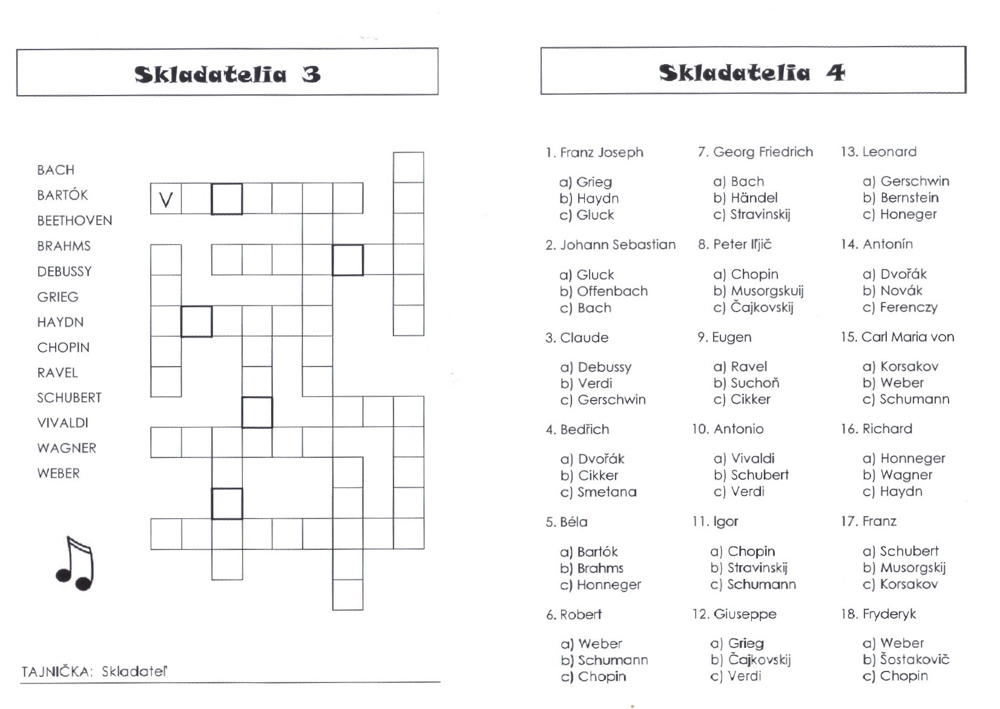 Skladatelia 3
BACH
BARTÓK
BEETHOVEN
BRAHMS
DEBUSSY
GRIEG
HAYDN
CHOPIN
RAVEL
SCHUBERT
VIVALDI
WAGNER
WEBER
V
TAJNIČKA: Skladateľ
Skladatelia 4
1. Franz Joseph
a) Grieg
b) Haydn
c) Gluck
2. Johann Sebastian
a) Gluck
b) Offenbach
c) Bach
3. Claude
a) Debussy
b) Verdi
c) Gerschwin
4. Bedřich
a) Dvořák
b) Cikker
c) Smetana
5. Béla
a) Bartók
b) Brahms
c) Honneger
6. Robert
a) Weber
b) Schumann
c) Chopin
7. Georg Friedrich
a) Bach
b) Händel
c) Stravinskij
8. Peter Iľjič
a) Chopin
b) Musorgskuij
c) Čajkovskij
9. Eugen
a) Ravel
b) Suchoň
c) Cikker
10. Antonio
a) Vivaldi
b) Schubert
c) Verdi
11. Igor
a) Chopin
b) Stravinskij
c) Schumann
12. Giuseppe
a) Grieg
b) Čajkovskij
c) Verdi
13. Leonard
a) Gerschwin
b) Bernstein
c) Honeger
14. Antonín
a) Dvořák
b) Novák
c) Ferenczy
15. Carl Maria von
a) Korsakov
b) Weber
c) Schumann
16. Richard
a) Honneger
b) Wagner
c) Haydn
17. Franz
a) Schubert
b) Musorgskij
c) Korsakov
18. Fryderyk
a) Weber
b) Šostakovič
c) Chopin